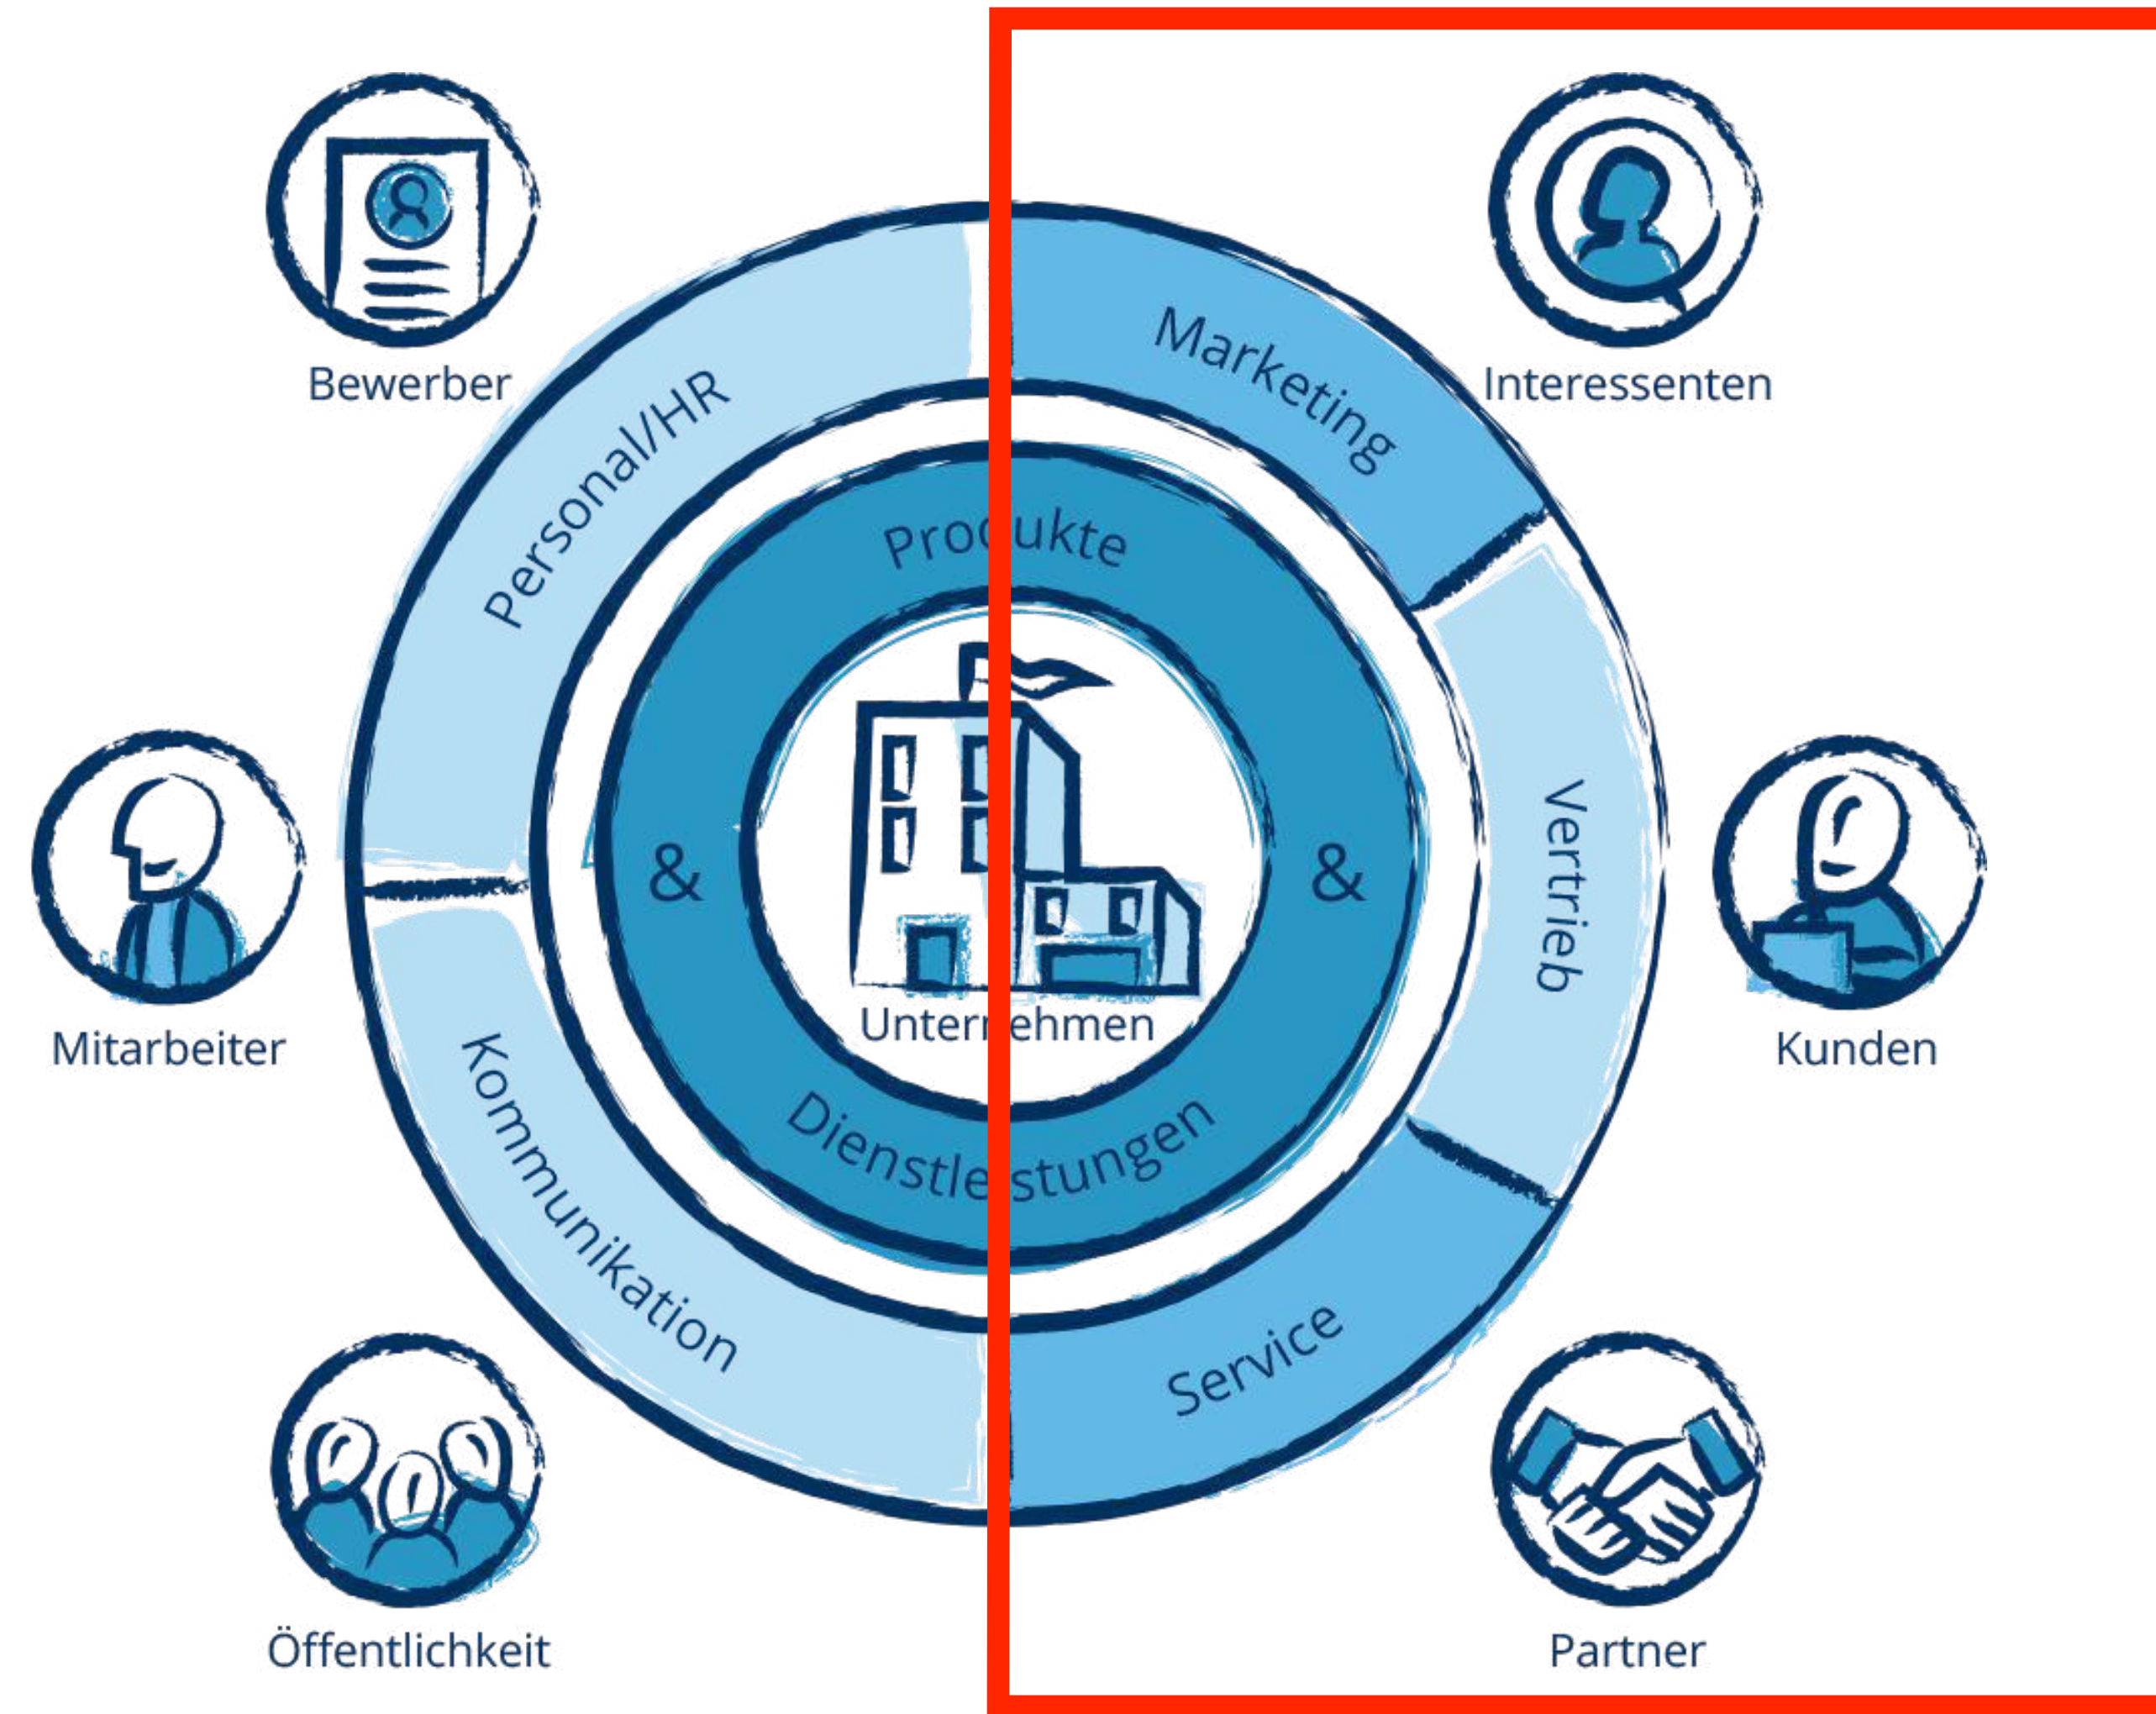 Bewerber
Interessenten
Personal/HR
Marketing
Produkte
&
&
Vertrieb
Unternehmen
Mitarbeiter
Kunden
Kommunikation
Dienstleistungen
Service
Öffentlichkeit
Partner